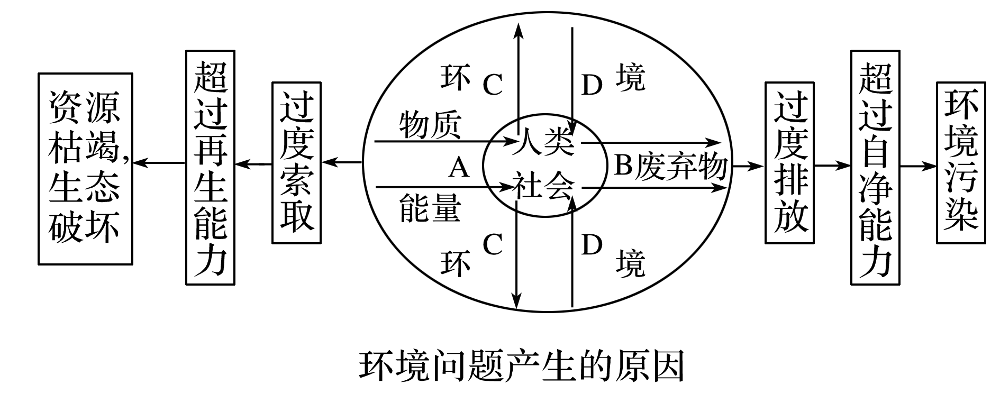 资源
枯竭，
生态
破坏
超过再生能力
过度索取
环 C D 境
物质
人类
A
B废弃物
社会
能量
环 C D 境
过度排放
超过自净能力
环境污染
环境问题产生的原因